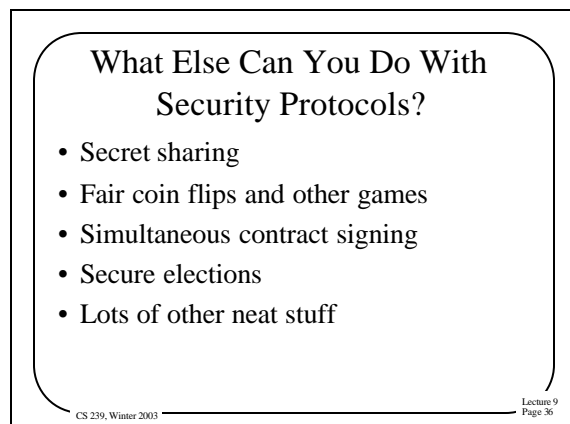 What Else Can You Do With
Security Protocols?
• Secret sharing
• Fair coin flips and other games
• Simultaneous contract signing
• Secure elections
• Lots of other neat stuff
CS 239, Winter 2003
Lecture 9
Page 36